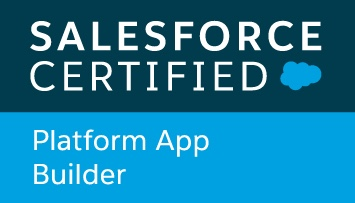 SALESFORCE
CERTIFIED
Platform App
Builder